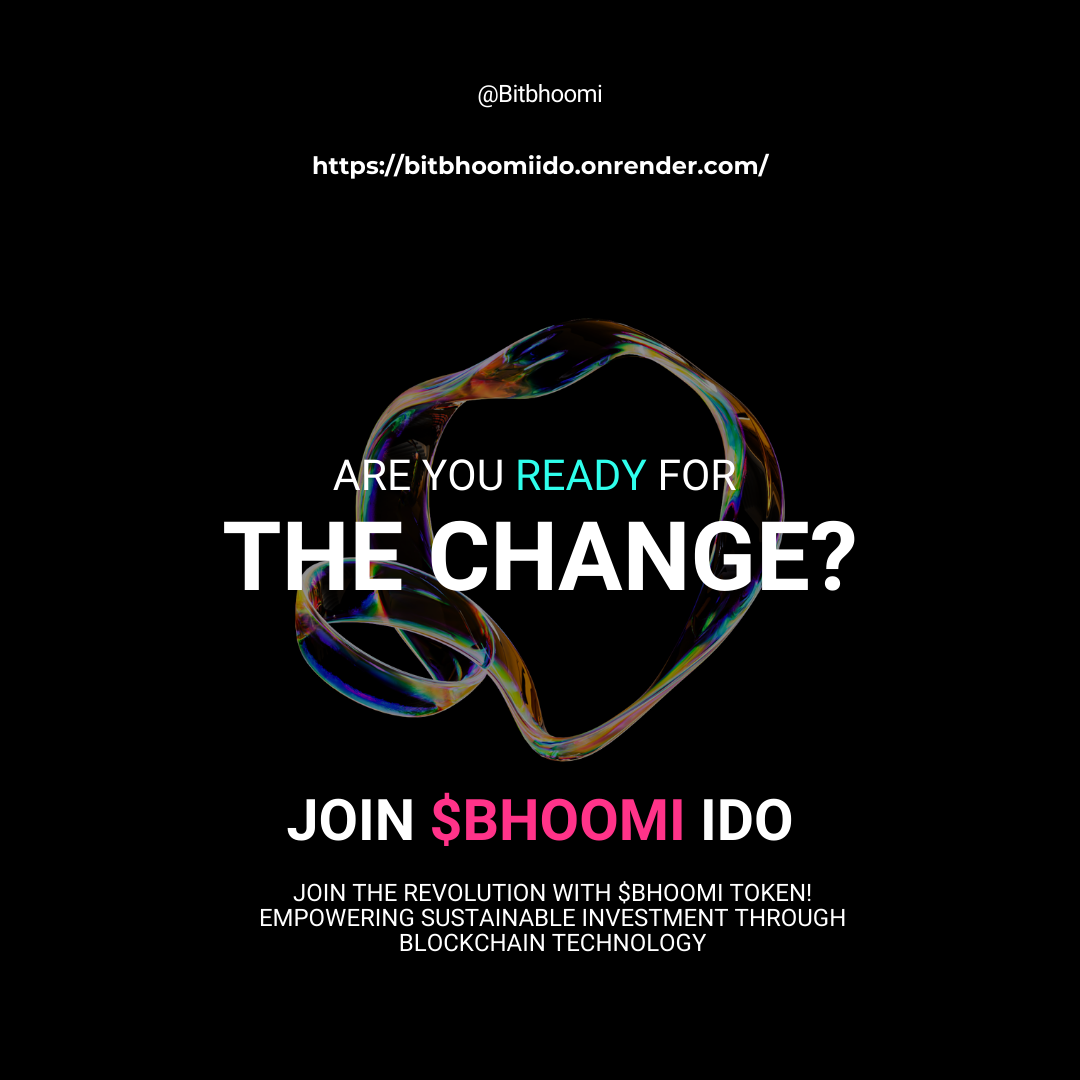 @Bitbhoomi
https://bitbhoomiido.onrender.com/
ARE YOU READY FOR
THE CHANGE?
JOIN $BHOOMI IDO
JOIN THE REVOLUTION WITH $BHOOMI TOKEN!
EMPOWERING SUSTAINABLE INVESTMENT THROUGH
BLOCKCHAIN TECHNOLOGY